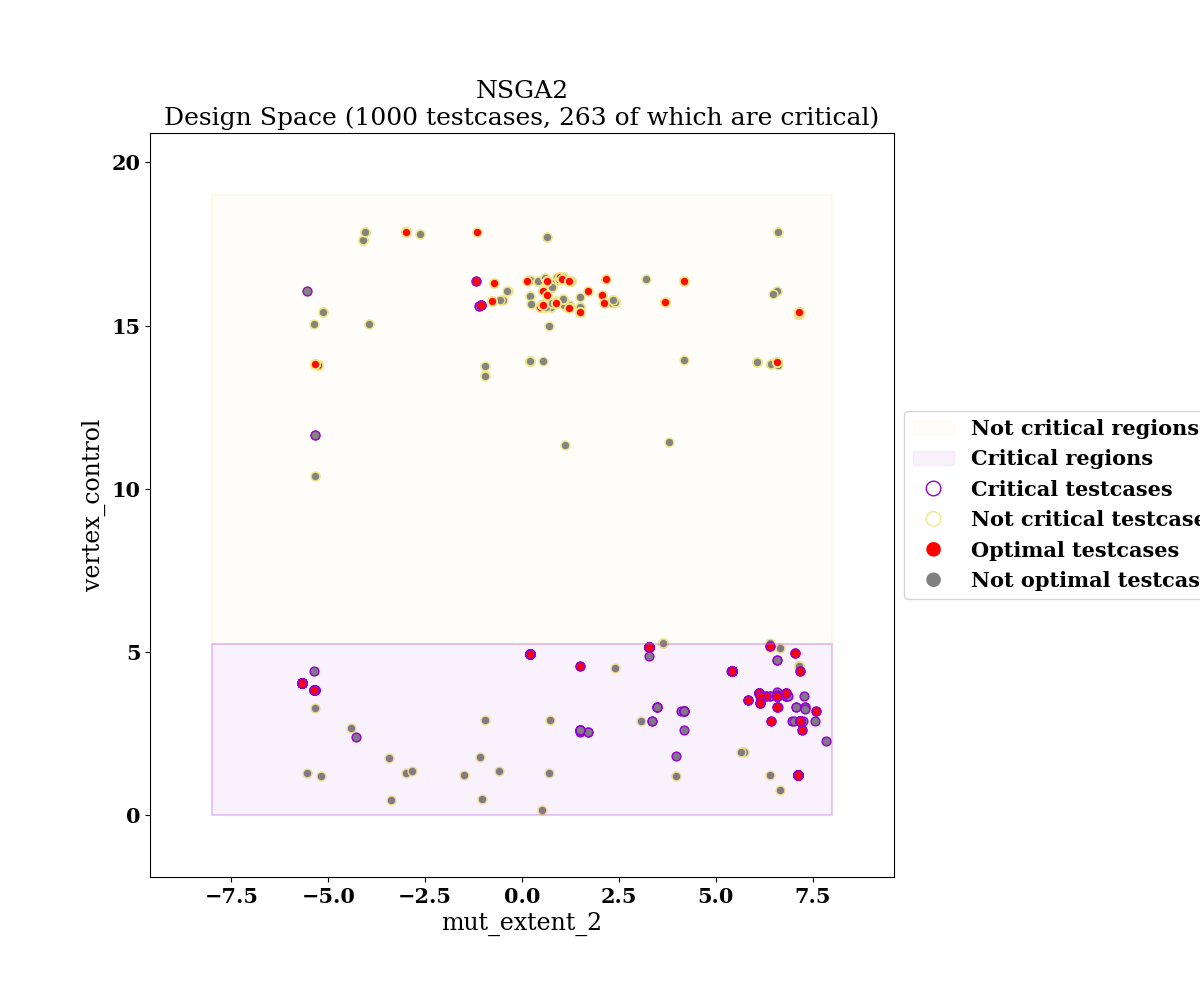 NSGA2
Design Space (1000 testcases, 263 of which are critical)
20
15
10
5
0
vertex_control
−7.5 −5.0 −2.5 0.0 2.5 5.0 7.5
mut_extent_2
Not critical regions
Critical regions
Critical testcases
Not critical testcase
Optimal testcases
Not optimal testcas